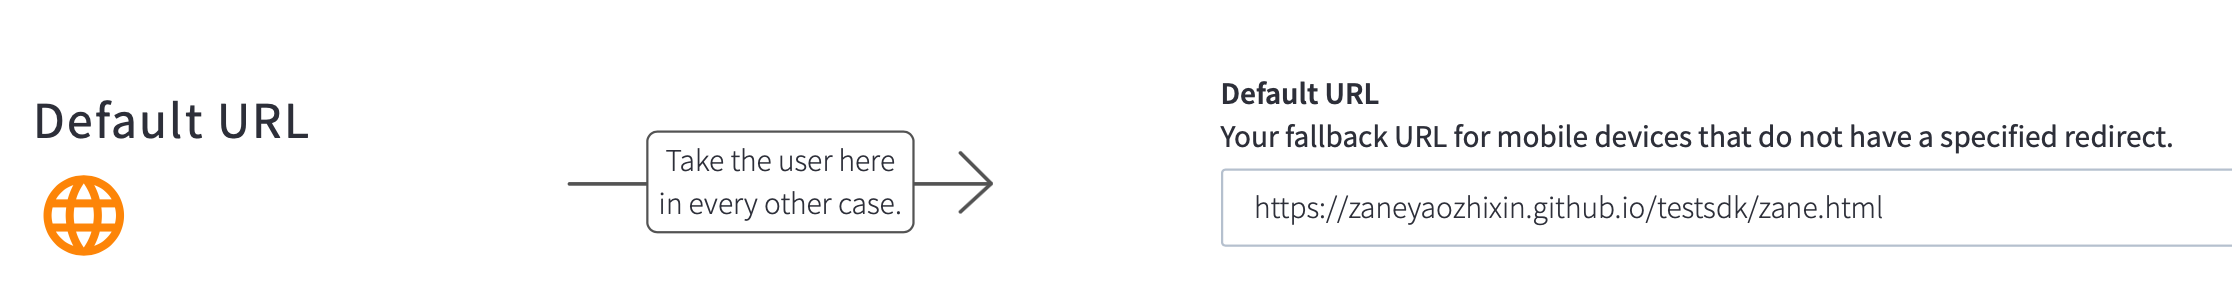 Default URL
Take the user here
in every other case.
Default URL
Your fallback URL for mobile devices that do not have a specified redirect.
https://zaneyaozhixin.github.io/testsdk/zane.html